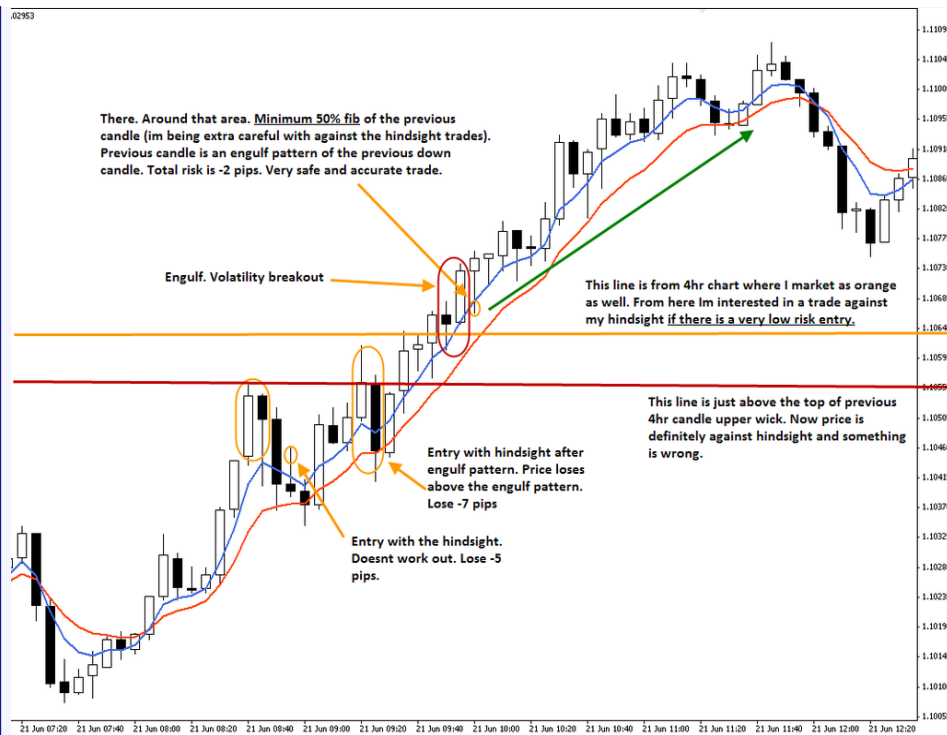 .02953
There. Around that area. Minimum 50% fib of the previous
candle (im being extra careful with against the hindsight trades).
Previous candle is an engulf pattern of the previous down
candle. Total risk is -2 pips. Very safe and accurate trade.
Engulf. Volatility breakout
This line is from 4hr chart where I market as orange
as well. From here Im interested in a trade against
my hindsight if there is a very low risk entry.
This line is just above the top of previous
4hr candle upper wick. Now price is
definitely against hindsight and something
is wrong.
Entry with hindsight after
engulf pattern. Price loses
above the engulf pattern.
Lose -7 pips
Entry with the hindsight.
Doesnt work out. Lose -5
pips.
1.1109
1.1104
1.1100
1.1095
1.1091
1.1086
1.1082
1.1077
1.1073
1.1068
1.1064
1.1059
1.1055
1.1050
1.1046
1.1041
1.1037
1.1032
1.1028
1.1023
1.1019
1.1014
1.1010
1.1005
21 Jun 07:20 21 Jun 07:40 21 Jun 08:00 21 Jun 08:20 21 Jun 08:40 21 Jun 09:00 21 Jun 09:20 21 Jun 09:40 21 Jun 10:00 21 Jun 10:20 21 Jun 10:40 21 Jun 11:00 21 Jun 11:20 21 Jun 11:40 21 Jun 12:00 21 Jun 12:20